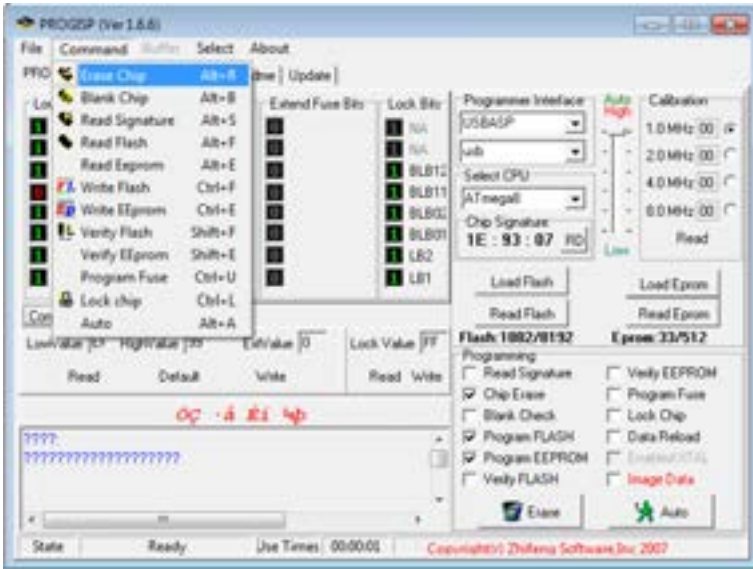 PROGISP (Ver 1.6.6)
File Command Buffer Select About
PRO Update
Erase Chip Alt+R
Blank Chip Alt+B
Read Signature Alt+S
Read Flash Alt+F
Read Eeprom Alt+E
Write Flash Ctrl+F
Write EEprom Ctrl+E
Verity Flash Shift+F
Verify EEprom Shift+E
Program Fuse Ctrl+U
Lock chip Ctrl+L
Auto Alt+A
Extend Fuse Bits
Lock Bits
NA
NA
BLB12
BLB11
BLB02
BLB01
LB2
LB1
LowValue HighValue ExtValue 0
Lock Value FF
Read Default Write
Read Write
????:
???????????????????
State Ready Use Times 00:00:01
Programmer Interface
USBASP
usb
Select CPU
ATmega8
Chip Signature
1E : 93 : 07 RD
Auto
High
Low
Calibration
1.0 MHz 00
2.0 MHz 00
4.0 MHz 00
8.0 MHz 00
Read
Load Flash Load Eprom
Read Flash Read Eprom
Flash:1002/8192 Eprom:33/512
Programming
Read Signature Verify EEPROM
Chip Erase Program Fuse
Blank Check Lock Chip
Program FLASH Data Reload
Program EEPROM
Verify FLASH Image Data
Erase Auto
Copyright(c) Zhifeng Software,Inc 2007